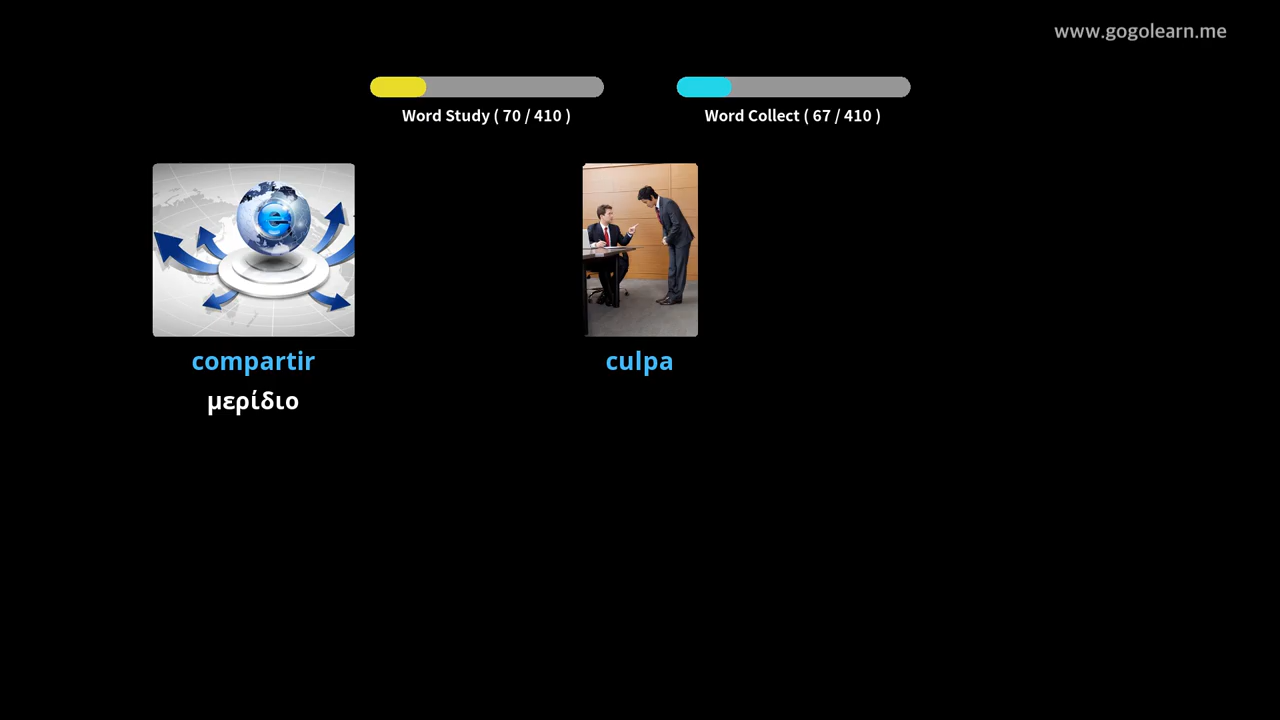 www.gogolearn.me
Word Study ( 70 / 410 )
Word Collect ( 67 / 410 )
e
compartir
culpa
μερίδιο